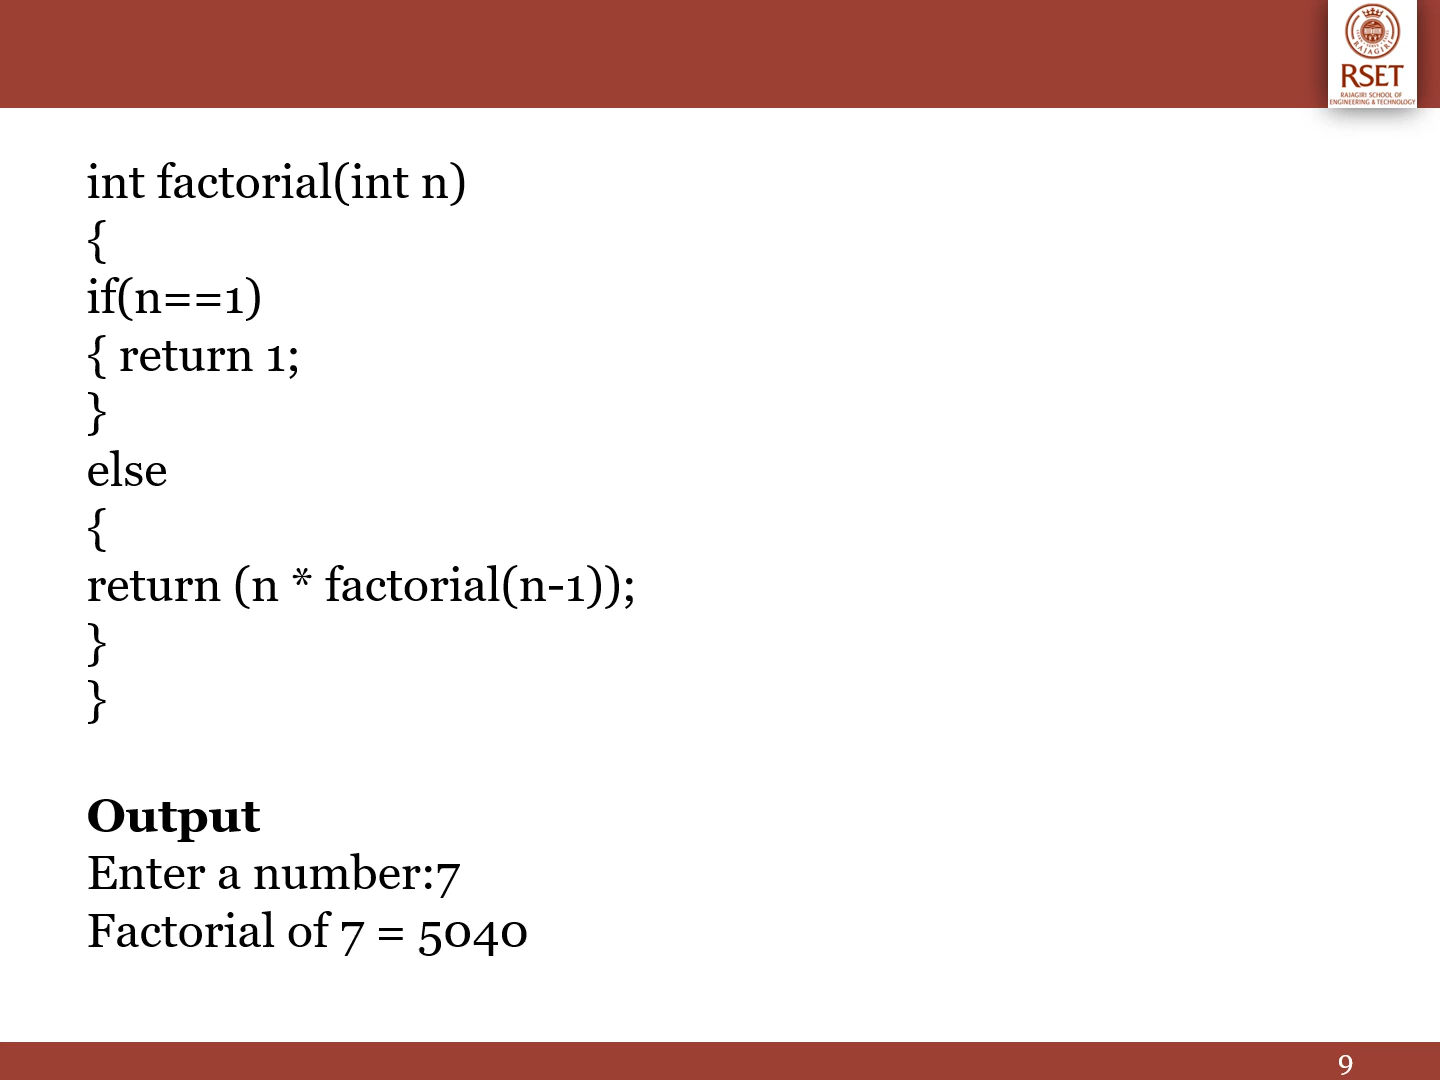 RAJAGIRI
RSET
RAJAGIRI SCHOOL OF
ENGINEERING & TECHNOLOGY
int factorial(int n)
{
if(n==1)
{ return 1;
}
else
{
return (n * factorial(n-1));
}
}
Output
Enter a number:7
Factorial of 7 = 5040
9